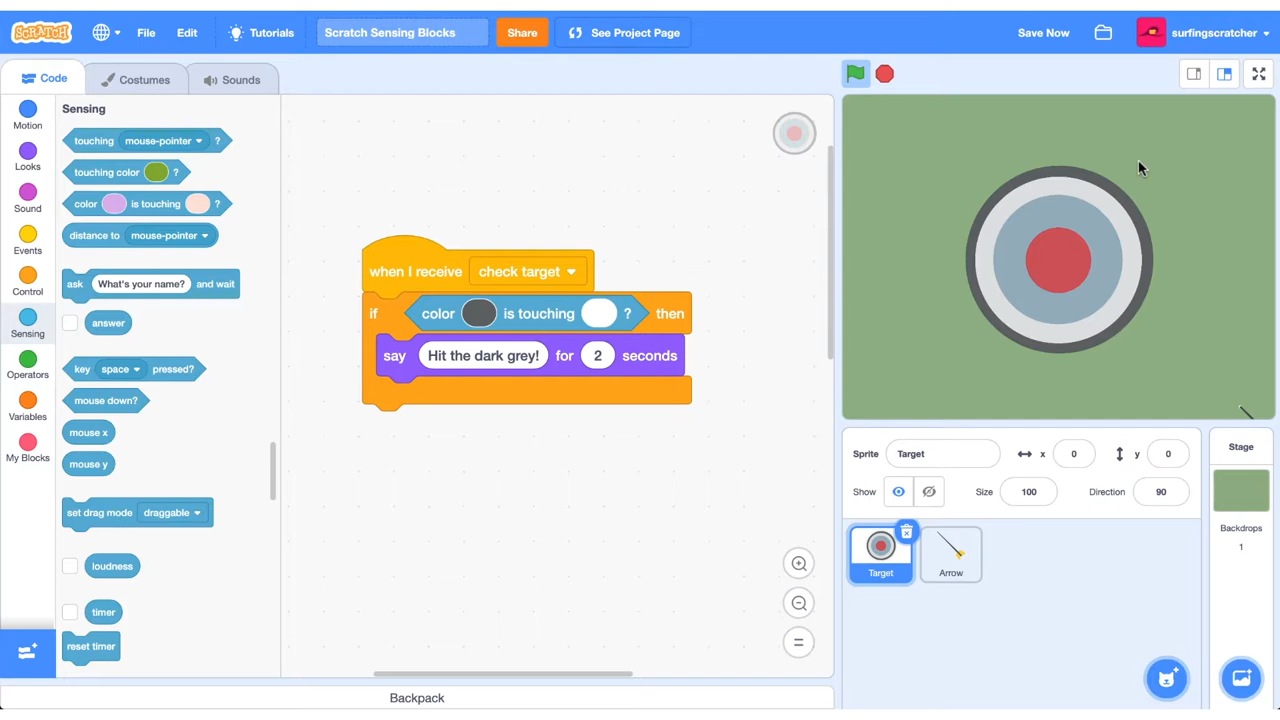 SCRATCH File Edit Tutorials Scratch Sensing Blocks Share See Project Page Save Now surfingscratcher
Code Costumes Sounds
Motion
Looks
Sound
Events
Control
Sensing
Operators
Variables
My Blocks
Sensing
touching mouse-pointer ?
touching color ?
color is touching ?
distance to mouse-pointer
ask What's your name? and wait
answer
key space pressed?
mouse down?
mouse x
mouse y
set drag mode draggable
loudness
timer
reset timer
when I receive check target
if color is touching ? then
say Hit the dark grey! for 2 seconds
Backpack
Sprite Target x 0 y 0
Show Size 100 Direction 90
Target Arrow
Stage
Backdrops
1